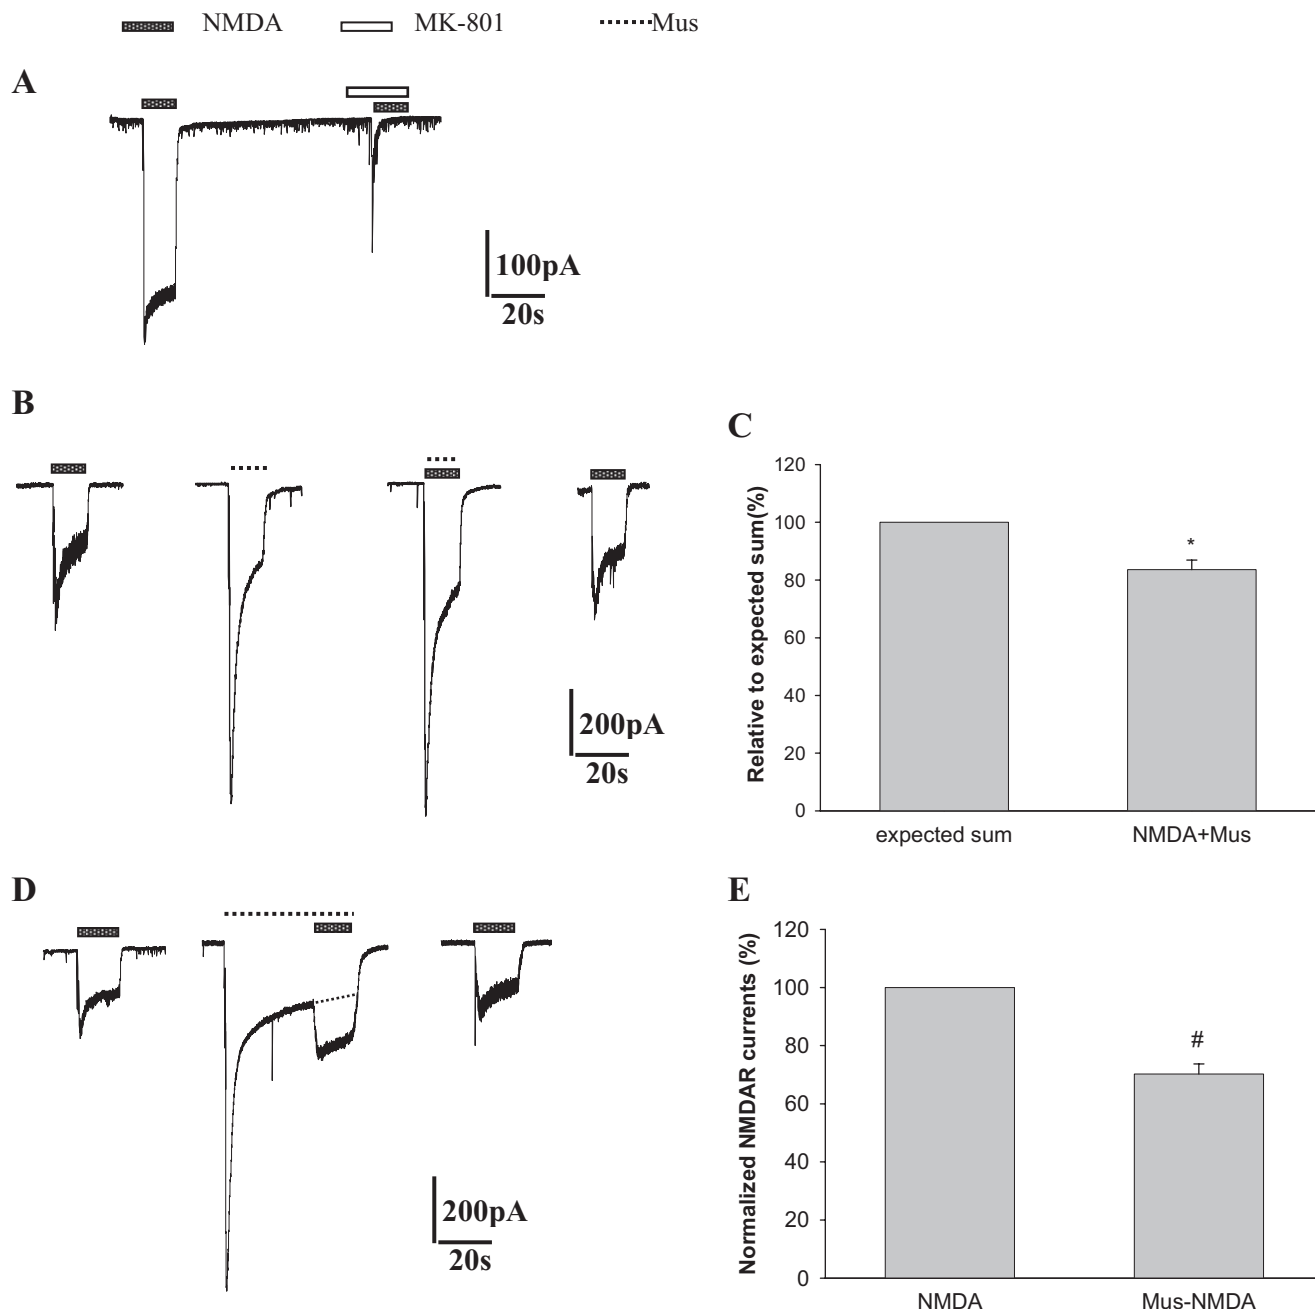 NMDA MK-801 Mus
A
100pA
20s
B
200pA
20s
C
120
100
80
60
40
20
0
Relative to expected sum(%)
*
expected sum NMDA+Mus
D
200pA
20s
E
120
100
80
60
40
20
0
Normalized NMDAR currents (%)
#
NMDA Mus-NMDA